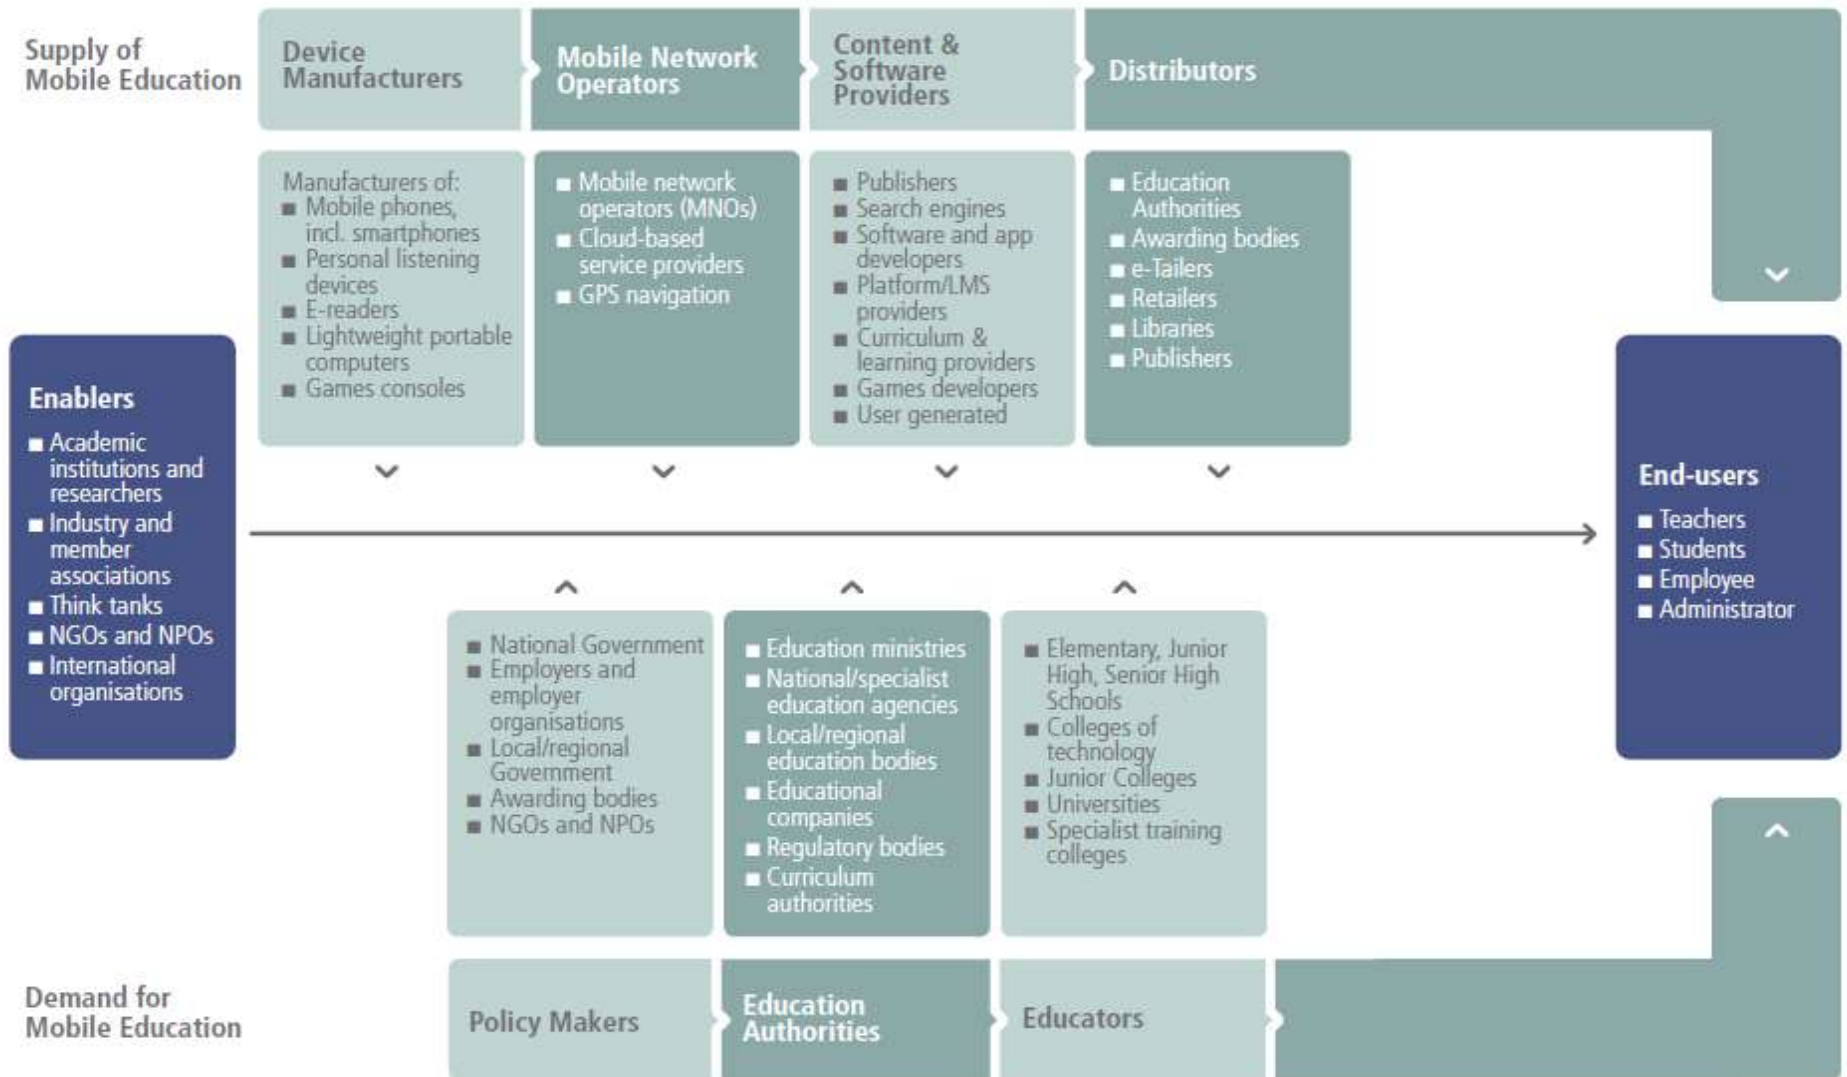 Supply of
Mobile Education
Device
Manufacturers
Mobile Network
Operators
Content &
Software
Providers
Distributors
Manufacturers of:
■ Mobile phones,
incl. smartphones
■ Personal listening
devices
■ E-readers
■ Lightweight portable
computers
■ Games consoles
■ Mobile network
operators (MNOs)
■ Cloud-based
service providers
■ GPS navigation
■ Publishers
■ Search engines
■ Software and app
developers
■ Platform/LMS
providers
■ Curriculum &
learning providers
■ Games developers
■ User generated
■ Education
Authorities
■ Awarding bodies
■ e-Tailers
■ Retailers
■ Libraries
■ Publishers
Enablers
■ Academic
institutions and
researchers
■ Industry and
member
associations
■ Think tanks
■ NGOs and NPOs
■ International
organisations
End-users
■ Teachers
■ Students
■ Employee
■ Administrator
■ National Government
■ Employers and
employer
organisations
■ Local/regional
Government
■ Awarding bodies
■ NGOs and NPOs
■ Education ministries
■ National/specialist
education agencies
■ Local/regional
education bodies
■ Educational
companies
■ Regulatory bodies
■ Curriculum
authorities
■ Elementary, Junior
High, Senior High
Schools
■ Colleges of
technology
■ Junior Colleges
■ Universities
■ Specialist training
colleges
Demand for
Mobile Education
Policy Makers
Education
Authorities
Educators